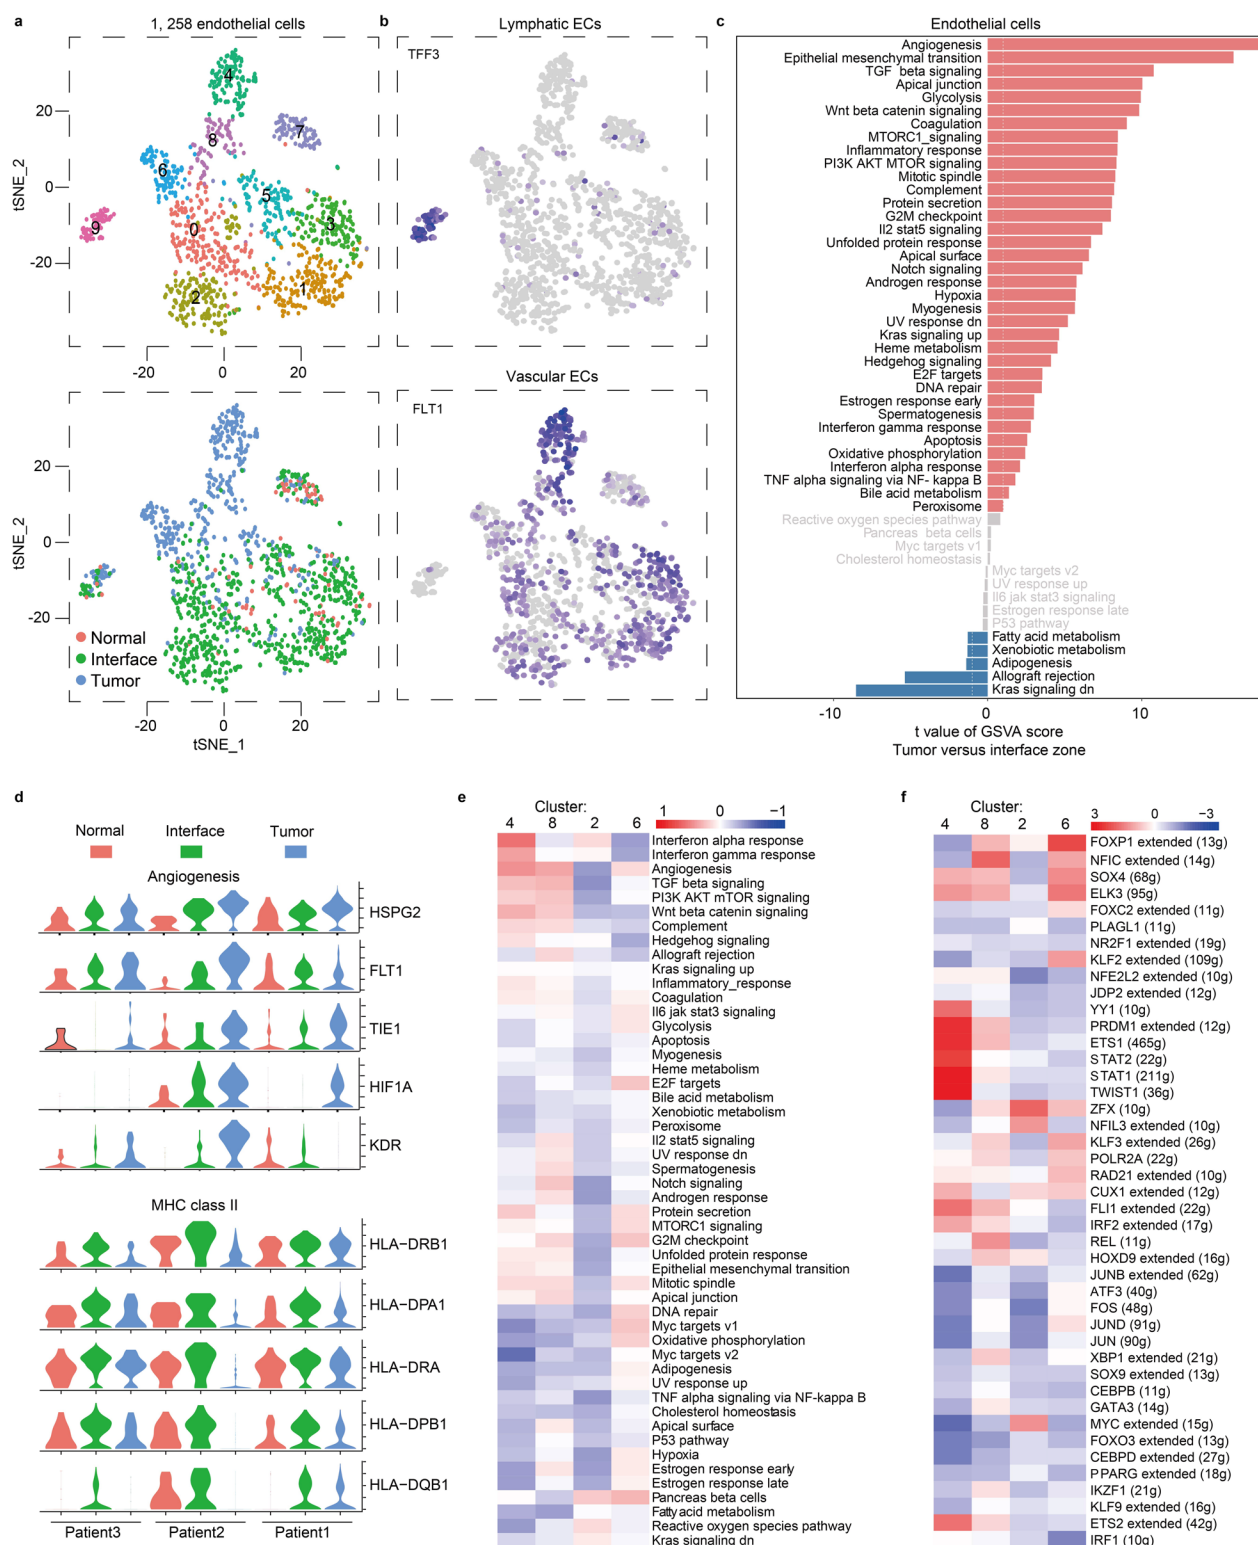 a
1, 258 endothelial cells
4
8
7
6
5
9
0
3
1
2
20
0
-20
tSNE_2
-20
0
20
20
0
-20
tSNE_2
Normal
Interface
Tumor
-20
0
20
tSNE_1
b
Lymphatic ECs
TFF3
Vascular ECs
FLT1
c
Endothelial cells
Angiogenesis
Epithelial mesenchymal transition
TGF beta signaling
Apical junction
Glycolysis
Wnt beta catenin signaling
Coagulation
MTORC1_signaling
Inflammatory response
PI3K AKT MTOR signaling
Mitotic spindle
Complement
Protein secretion
G2M checkpoint
Il2 stat5 signaling
Unfolded protein response
Apical surface
Notch signaling
Androgen response
Hypoxia
Myogenesis
UV response dn
Kras signaling up
Heme metabolism
Hedgehog signaling
E2F targets
DNA repair
Estrogen response early
Spermatogenesis
Interferon gamma response
Apoptosis
Oxidative phosphorylation
Interferon alpha response
TNF alpha signaling via NF- kappa B
Bile acid metabolism
Peroxisome
Reactive oxygen species pathway
Pancreas beta cells
Myc targets v1
Cholesterol homeostasis
Myc targets v2
UV response up
Il6 jak stat3 signaling
Estrogen response late
P53 pathway
Fatty acid metabolism
Xenobiotic metabolism
Adipogenesis
Allograft rejection
Kras signaling dn
-10
0
10
t value of GSVA score
Tumor versus interface zone
d
Normal
Interface
Tumor
Angiogenesis
HSPG2
FLT1
TIE1
HIF1A
KDR
MHC class II
HLA-DRB1
HLA-DPA1
HLA-DRA
HLA-DPB1
HLA-DQB1
Patient3
Patient2
Patient1
e
Cluster:
4 8 2 6
1 0 −1
Interferon alpha response
Interferon gamma response
Angiogenesis
TGF beta signaling
PI3K AKT mTOR signaling
Wnt beta catenin signaling
Complement
Hedgehog signaling
Allograft rejection
Kras signaling up
Inflammatory_response
Coagulation
Il6 jak stat3 signaling
Glycolysis
Apoptosis
Myogenesis
Heme metabolism
E2F targets
Bile acid metabolism
Xenobiotic metabolism
Peroxisome
Il2 stat5 signaling
UV response dn
Spermatogenesis
Notch signaling
Androgen response
Protein secretion
MTORC1 signaling
G2M checkpoint
Unfolded protein response
Epithelial mesenchymal transition
Mitotic spindle
Apical junction
DNA repair
Myc targets v1
Oxidative phosphorylation
Myc targets v2
Adipogenesis
UV response up
TNF alpha signaling via NF-kappa B
Cholesterol homeostasis
Apical surface
P53 pathway
Hypoxia
Estrogen response early
Estrogen response late
Pancreas beta cells
Fatty acid metabolism
Reactive oxygen species pathway
Kras signaling dn
f
Cluster:
4 8 2 6
3 0 −3
FOXP1 extended (13g)
NFIC extended (14g)
SOX4 (68g)
ELK3 (95g)
FOXC2 extended (11g)
PLAGL1 (11g)
NR2F1 extended (19g)
KLF2 extended (109g)
NFE2L2 extended (10g)
JDP2 extended (12g)
YY1 (10g)
PRDM1 extended (12g)
ETS1 (465g)
STAT2 (22g)
STAT1 (211g)
TWIST1 (36g)
ZFX (10g)
NFIL3 extended (10g)
KLF3 extended (26g)
POLR2A (22g)
RAD21 extended (10g)
CUX1 extended (12g)
FLI1 extended (22g)
IRF2 extended (17g)
REL (11g)
HOXD9 extended (16g)
JUNB extended (62g)
ATF3 (40g)
FOS (48g)
JUND (91g)
JUN (90g)
XBP1 extended (21g)
SOX9 extended (13g)
CEBPB (11g)
GATA3 (14g)
MYC extended (15g)
FOXO3 extended (13g)
CEBPD extended (27g)
PPARG extended (18g)
IKZF1 (21g)
KLF9 extended (16g)
ETS2 extended (42g)
IRF1 (10g)